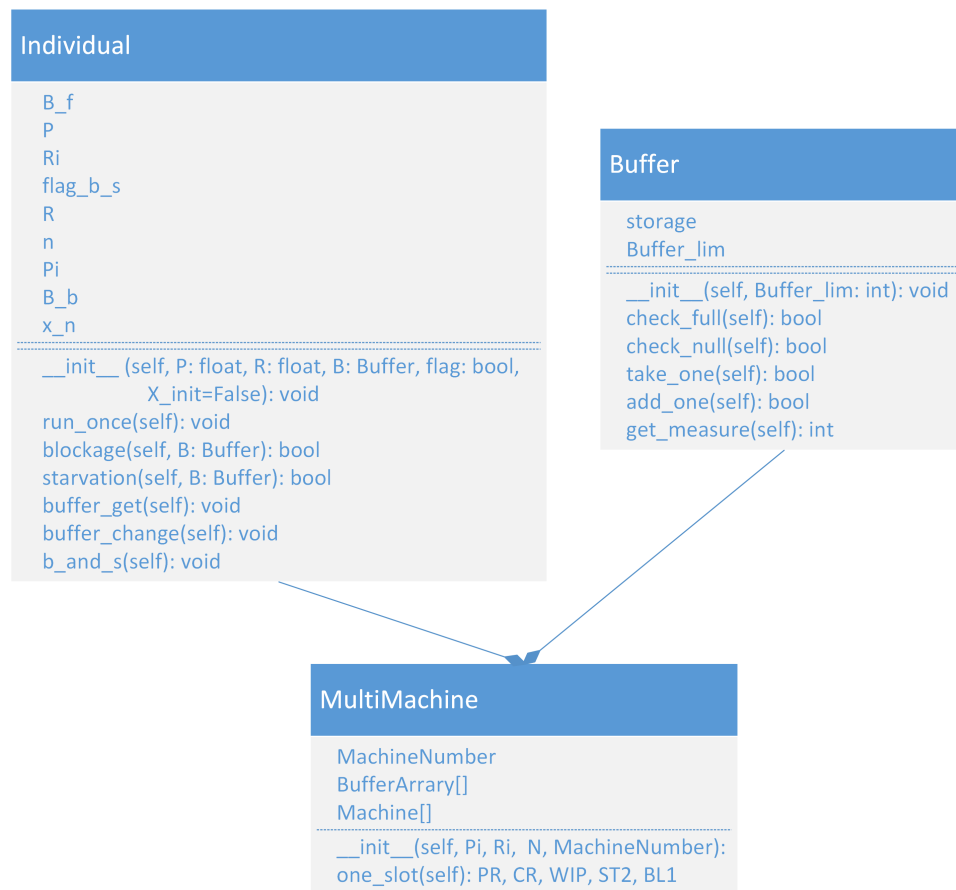 Individual
B_f
P
Ri
flag_b_s
R
n
Pi
B_b
x_n
__init__ (self, P: float, R: float, B: Buffer, flag: bool,
X_init=False): void
run_once(self): void
blockage(self, B: Buffer): bool
starvation(self, B: Buffer): bool
buffer_get(self): void
buffer_change(self): void
b_and_s(self): void
Buffer
storage
Buffer_lim
__init__(self, Buffer_lim: int): void
check_full(self): bool
check_null(self): bool
take_one(self): bool
add_one(self): bool
get_measure(self): int
MultiMachine
MachineNumber
BufferArrary[]
Machine[]
__init__(self, Pi, Ri, N, MachineNumber):
one_slot(self): PR, CR, WIP, ST2, BL1